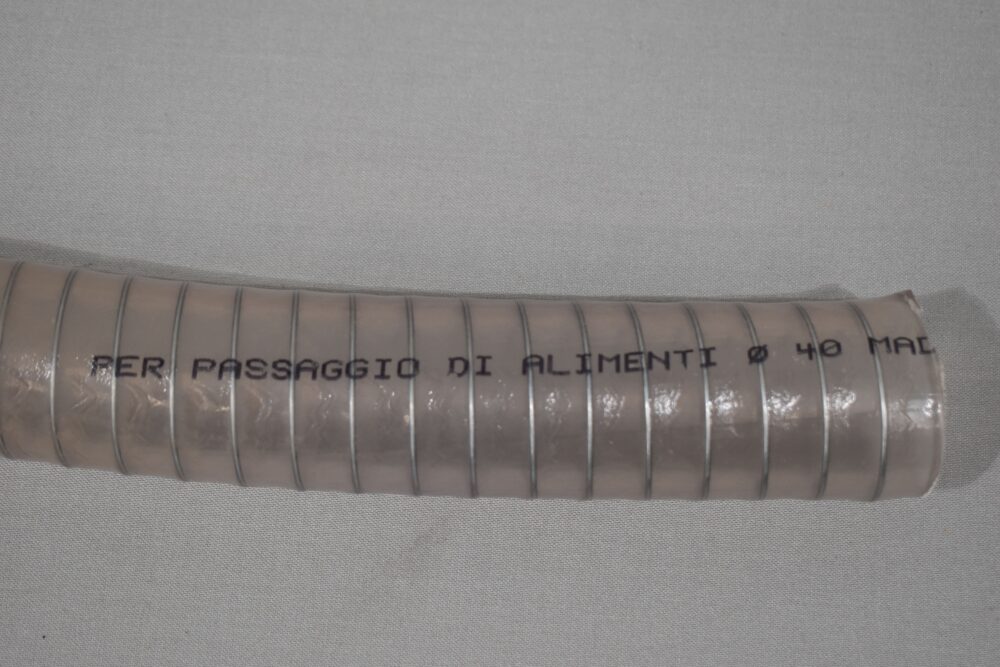 PER PASSAGGIO DI ALIMENTI Ø 40 MAD